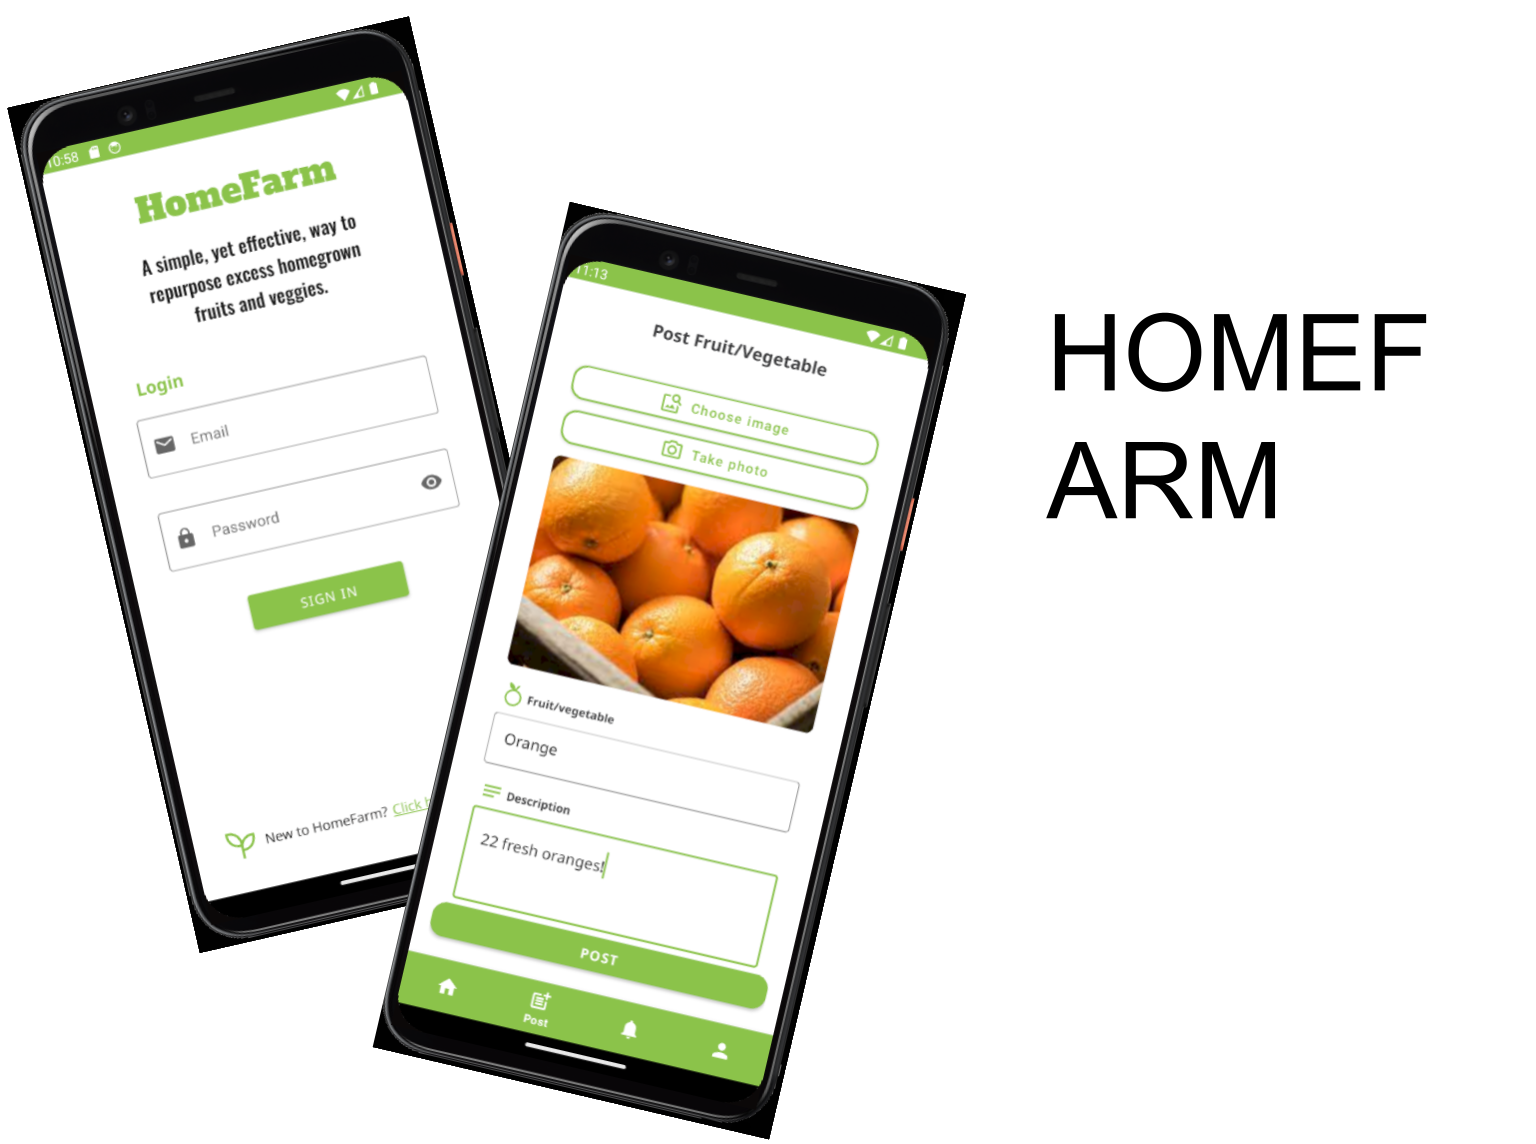 10:58
HomeFarm
A simple, yet effective, way to
repurpose excess homegrown
fruits and veggies.
Login
Email
Password
SIGN IN
New to HomeFarm? Click
11:13
Post Fruit/Vegetable
Choose image
Take photo
Fruit/vegetable
Orange
Description
22 fresh oranges!
POST
Post
HOMEF
ARM